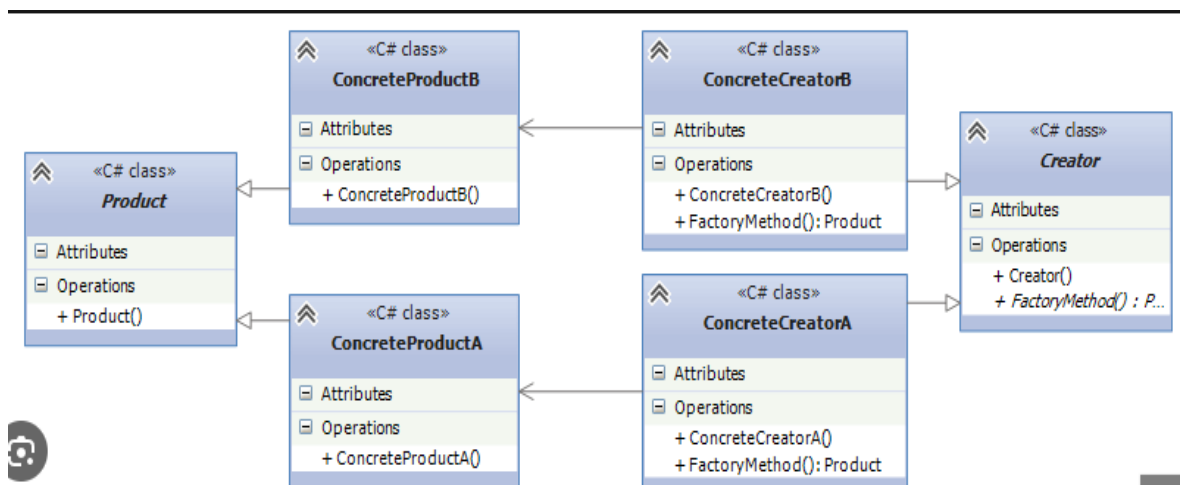 «C# class»
ConcreteProductB
Attributes
Operations
+ ConcreteProductB()
«C# class»
ConcreteCreatorB
Attributes
Operations
+ ConcreteCreatorB()
+ FactoryMethod(): Product
«C# class»
Product
Attributes
Operations
+ Product()
«C# class»
Creator
Attributes
Operations
+ Creator()
+ FactoryMethod() : P...
«C# class»
ConcreteProductA
Attributes
Operations
+ ConcreteProductA()
«C# class»
ConcreteCreatorA
Attributes
Operations
+ ConcreteCreatorA()
+ FactoryMethod(): Product